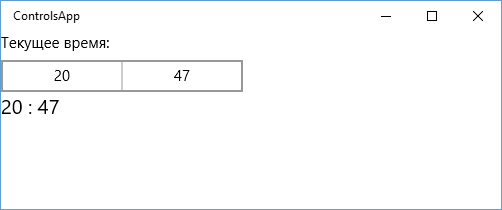 ControlsApp
Текущее время:
20 47
20 : 47